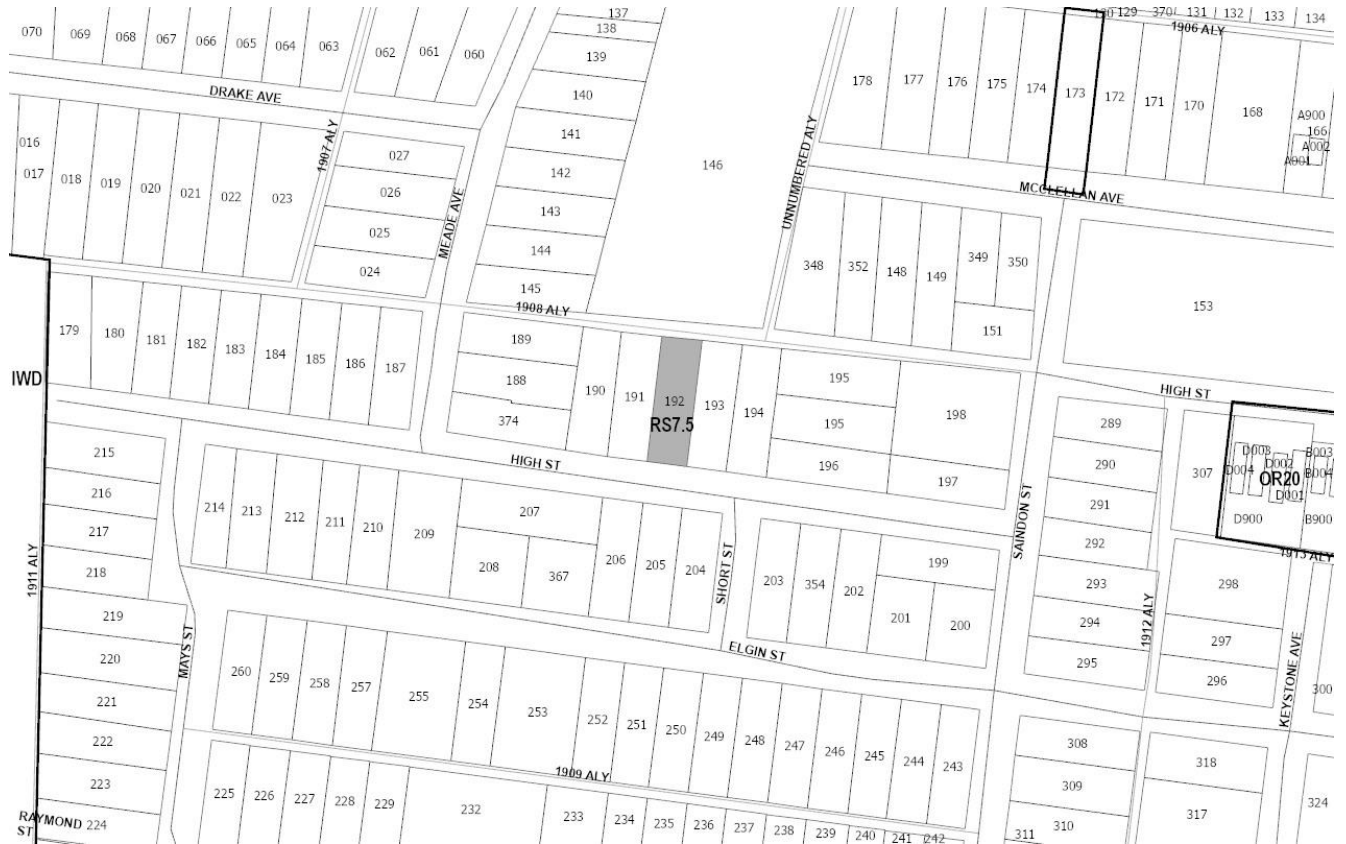 137
138
130 129 370 131 132 133 134
1906 ALY
070 069 068 067 066 065 064 063 062 061 060
139
140
141
142
143
144
145
146
178 177 176 175 174 173 172 171 170 168
A900
166
A002
A001
DRAKE AVE
1907 ALY
MEADE AVE
UNNUMBERED ALY
MCCLELLAN AVE
016
017 018 019 020 021 022 023
027
026
025
024
348 352 148 149 349 350
151
153
1908 ALY
179 180 181 182 183 184 185 186 187
IWD
189
188
374
190 191 192 193 194
RS7.5
195
195
196
198
197
HIGH ST
HIGH ST
289
290
291
292
293
294
295
307
D003
D004 D002
D001
B003
B004
OR20
D900 B900
1913 ALY
215
216
217
218
219
220
221
222
223
224
1911 ALY
MAYS ST
RAYMOND
ST
214 213 212 211 210 209
207
208 367
206 205 204
SHORT ST
203 354 202
199
201 200
SAINDON ST
ELGIN ST
1912 ALY
298
297
296
KEYSTONE AVE
300
260 259 258 257 255 254 253 252 251 250 249 248 247 246 245 244 243
1909 ALY
225 226 227 228 229 232 233 234 235 236 237 238 239 240 241 242
308
309
310
311
318
317
324